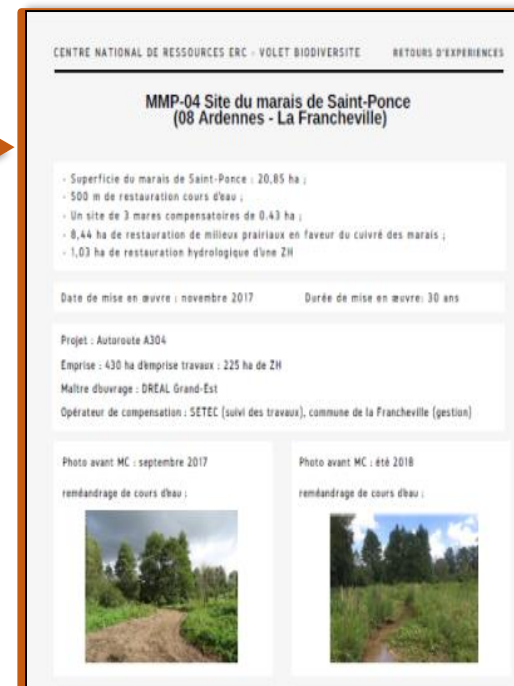 CENTRE NATIONAL DE RESSOURCES ERC - VOLET BIODIVERSITE RETOURS D'EXPERIENCES
MMP-04 Site du marais de Saint-Ponce
(08 Ardennes - La Francheville)
- Superficie du marais de Saint-Ponce : 20,85 ha ;
- 500 m de restauration cours d'eau ;
- Un site de 3 mares compensatoires de 0.43 ha ;
- 8,44 ha de restauration de milieux prairiaux en faveur du cuivré des marais ;
- 1,03 ha de restauration hydrologique d'une ZH
Date de mise en œuvre : novembre 2017 Durée de mise en œuvre: 30 ans
Projet : Autoroute A304
Emprise : 430 ha d'emprise travaux : 225 ha de ZH
Maître d'ouvrage : DREAL Grand-Est
Opérateur de compensation : SETEC (suivi des travaux), commune de la Francheville (gestion)
Photo avant MC : septembre 2017 Photo avant MC : été 2018
reméandrage de cours d'eau ; reméandrage de cours d'eau ;